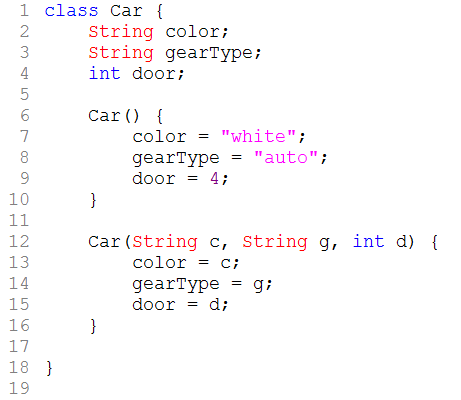 1 class Car {
2     String color;
3     String gearType;
4     int door;
5
6     Car() {
7         color = "white";
8         gearType = "auto";
9         door = 4;
10     }
11
12     Car(String c, String g, int d) {
13         color = c;
14         gearType = g;
15         door = d;
16     }
17
18 }
19